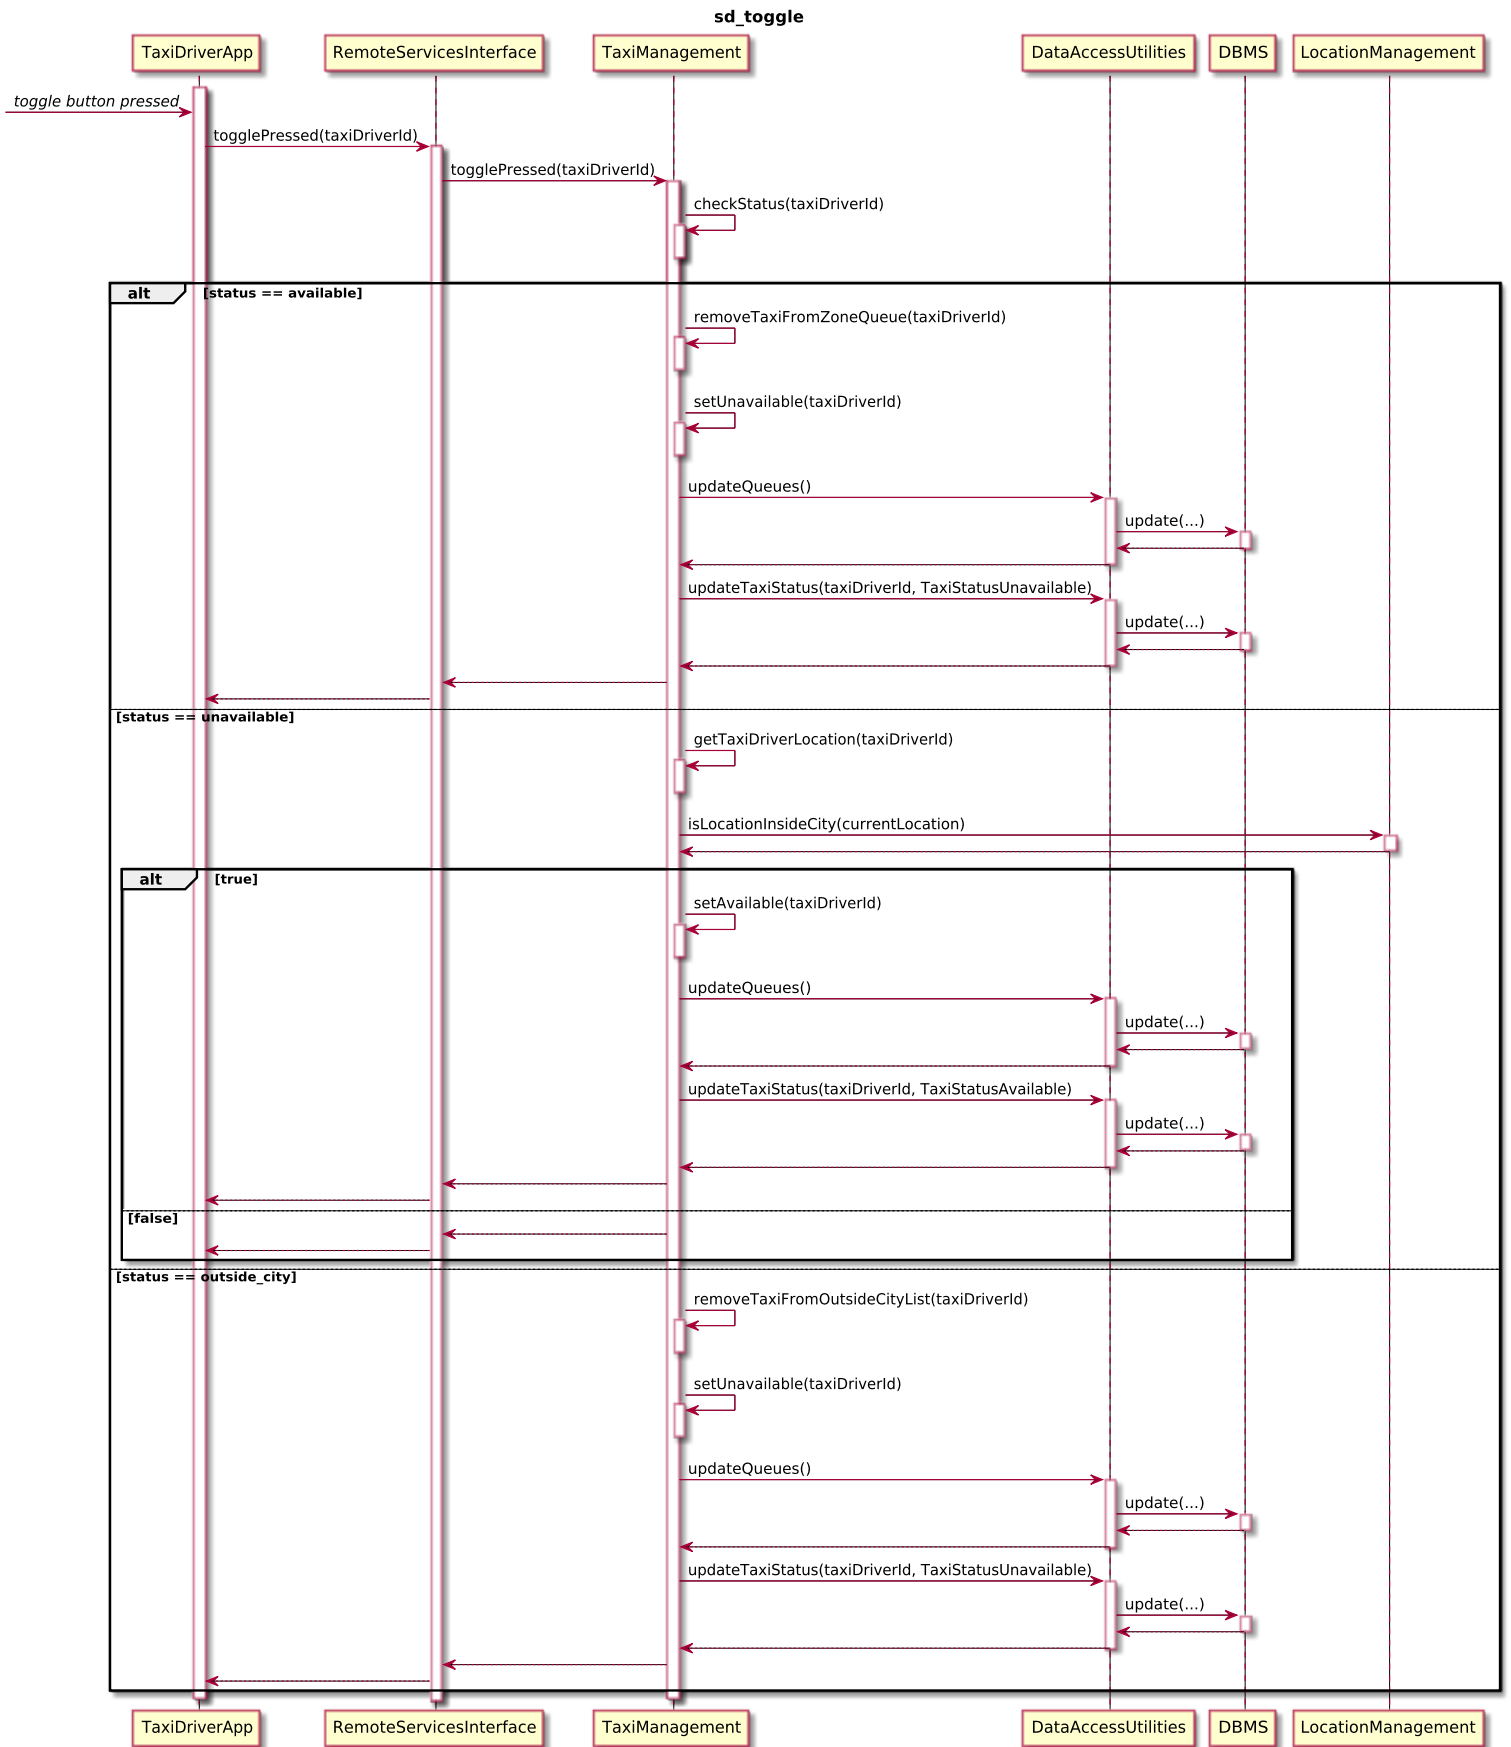 sd_toggle
TaxiDriverApp
RemoteServicesInterface
TaxiManagement
DataAccessUtilities
DBMS
LocationManagement
toggle button pressed
togglePressed(taxiDriverId)
togglePressed(taxiDriverId)
checkStatus(taxiDriverId)
alt [status == available]
removeTaxiFromZoneQueue(taxiDriverId)
setUnavailable(taxiDriverId)
updateQueues()
update(...)
updateTaxiStatus(taxiDriverId, TaxiStatusUnavailable)
update(...)
[status == unavailable]
getTaxiDriverLocation(taxiDriverId)
isLocationInsideCity(currentLocation)
alt [true]
setAvailable(taxiDriverId)
updateQueues()
update(...)
updateTaxiStatus(taxiDriverId, TaxiStatusAvailable)
update(...)
[false]
[status == outside_city]
removeTaxiFromOutsideCityList(taxiDriverId)
setUnavailable(taxiDriverId)
updateQueues()
update(...)
updateTaxiStatus(taxiDriverId, TaxiStatusUnavailable)
update(...)
TaxiDriverApp
RemoteServicesInterface
TaxiManagement
DataAccessUtilities
DBMS
LocationManagement